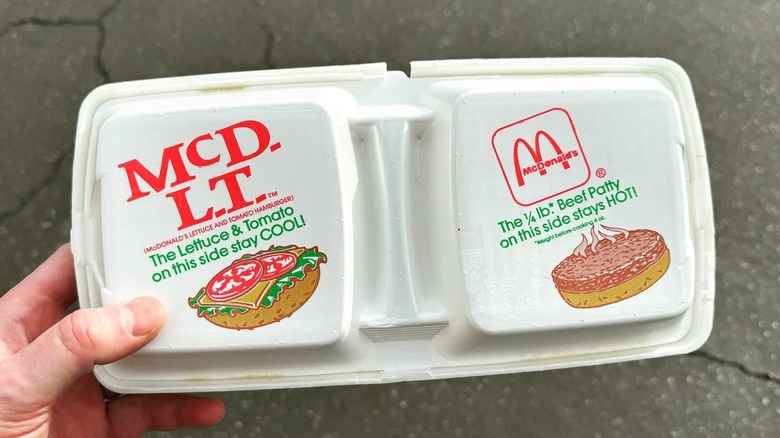 McD.
L.T.™
(McDONALD'S LETTUCE AND TOMATO HAMBURGER)
The Lettuce & Tomato
on this side stay COOL!
McDonald's
®
The ¼ lb.* Beef Patty
on this side stays HOT!
*Weight before cooking 4 oz.